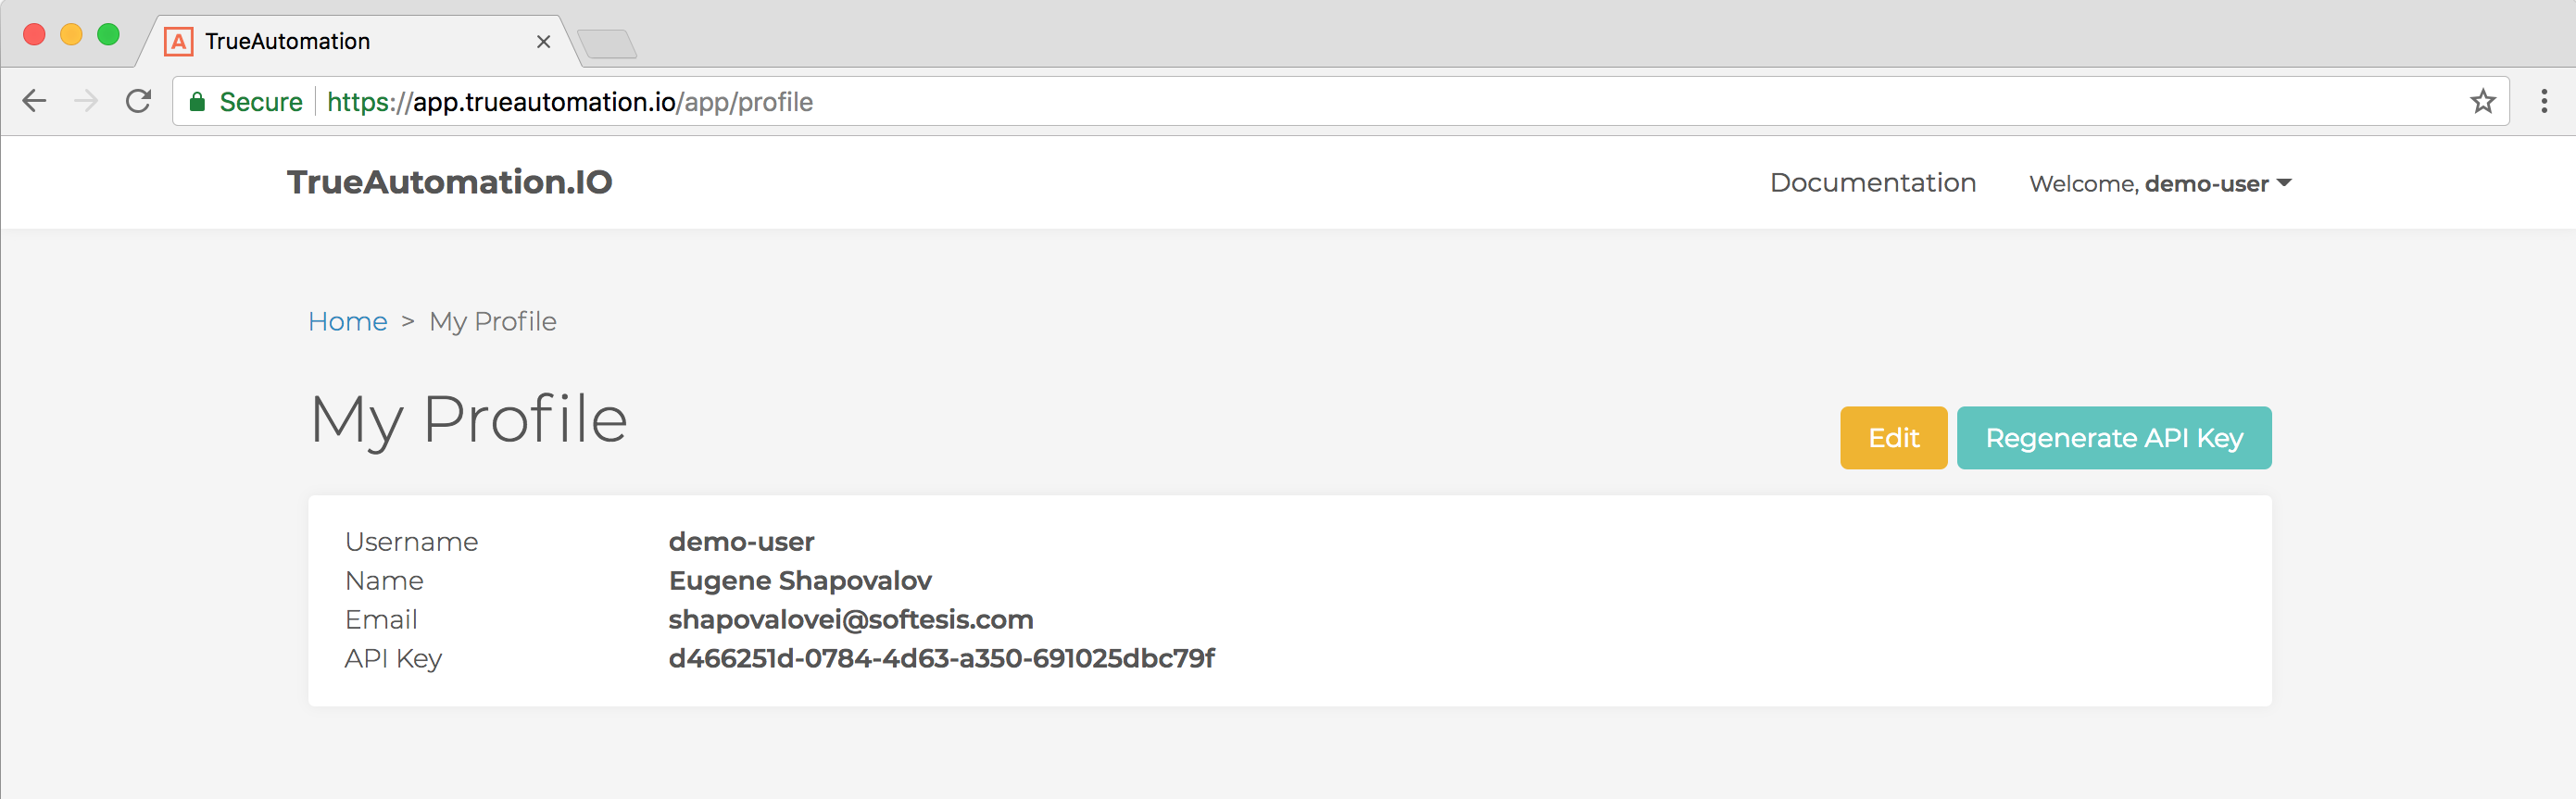 A TrueAutomation
Secure https://app.trueautomation.io/app/profile
TrueAutomation.IO Documentation Welcome, demo-user
Home > My Profile
My Profile Edit Regenerate API Key
Username demo-user
Name Eugene Shapovalov
Email shapovalovei@softesis.com
API Key d466251d-0784-4d63-a350-691025dbc79f